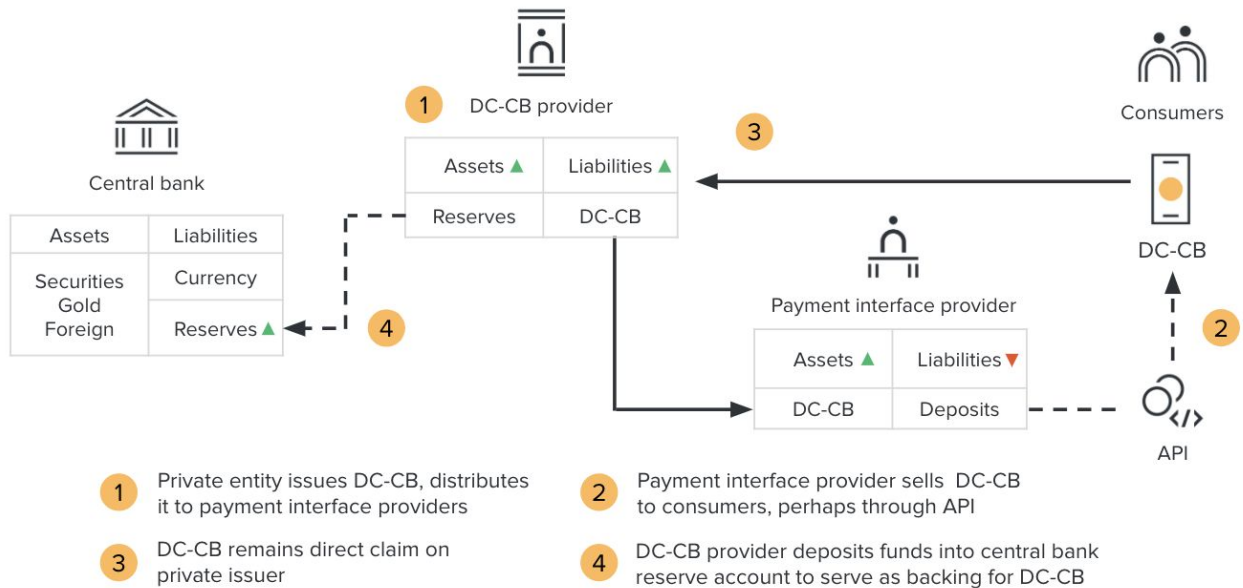 1
DC-CB provider
Assets
Liabilities
Reserves
DC-CB
Central bank
Assets
Liabilities
Securities
Gold
Foreign
Currency
Reserves
4
3
Consumers
DC-CB
2
API
Payment interface provider
Assets
Liabilities
DC-CB
Deposits
1
Private entity issues DC-CB, distributes
it to payment interface providers
2
Payment interface provider sells DC-CB
to consumers, perhaps through API
3
DC-CB remains direct claim on
private issuer
4
DC-CB provider deposits funds into central bank
reserve account to serve as backing for DC-CB